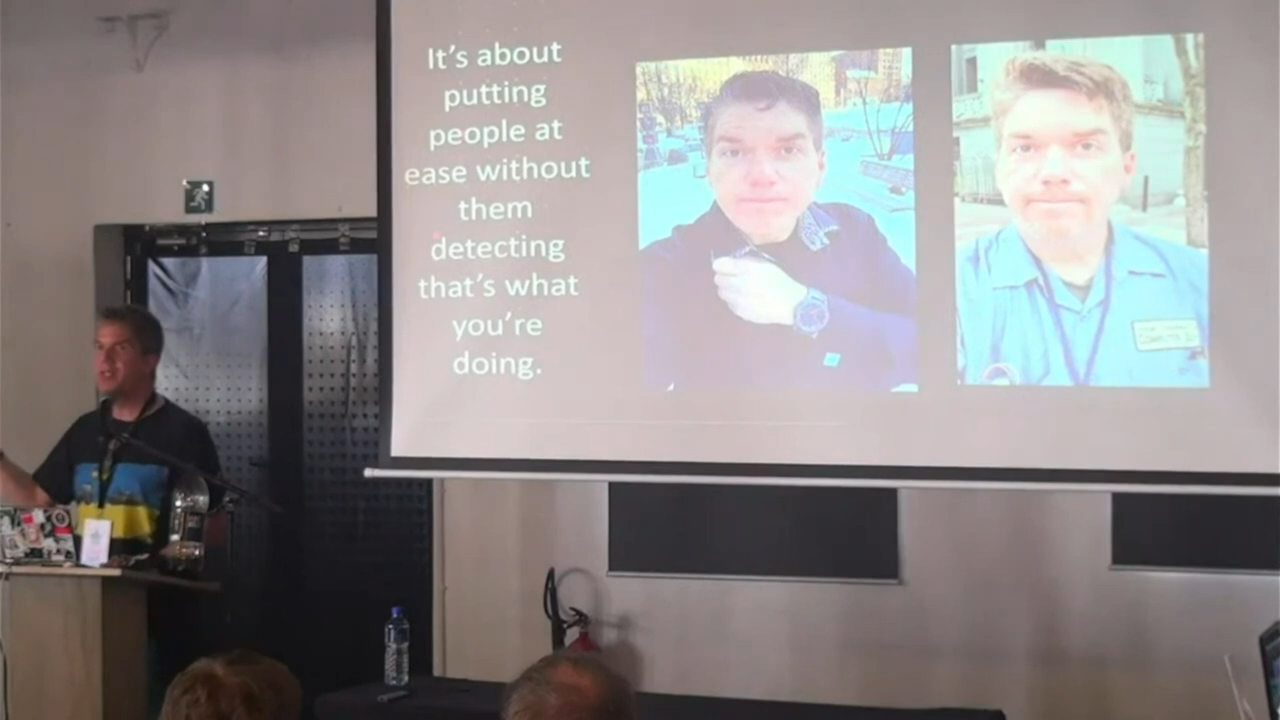 It's about
putting
people at
ease without
them
detecting
that's what
you're
doing.